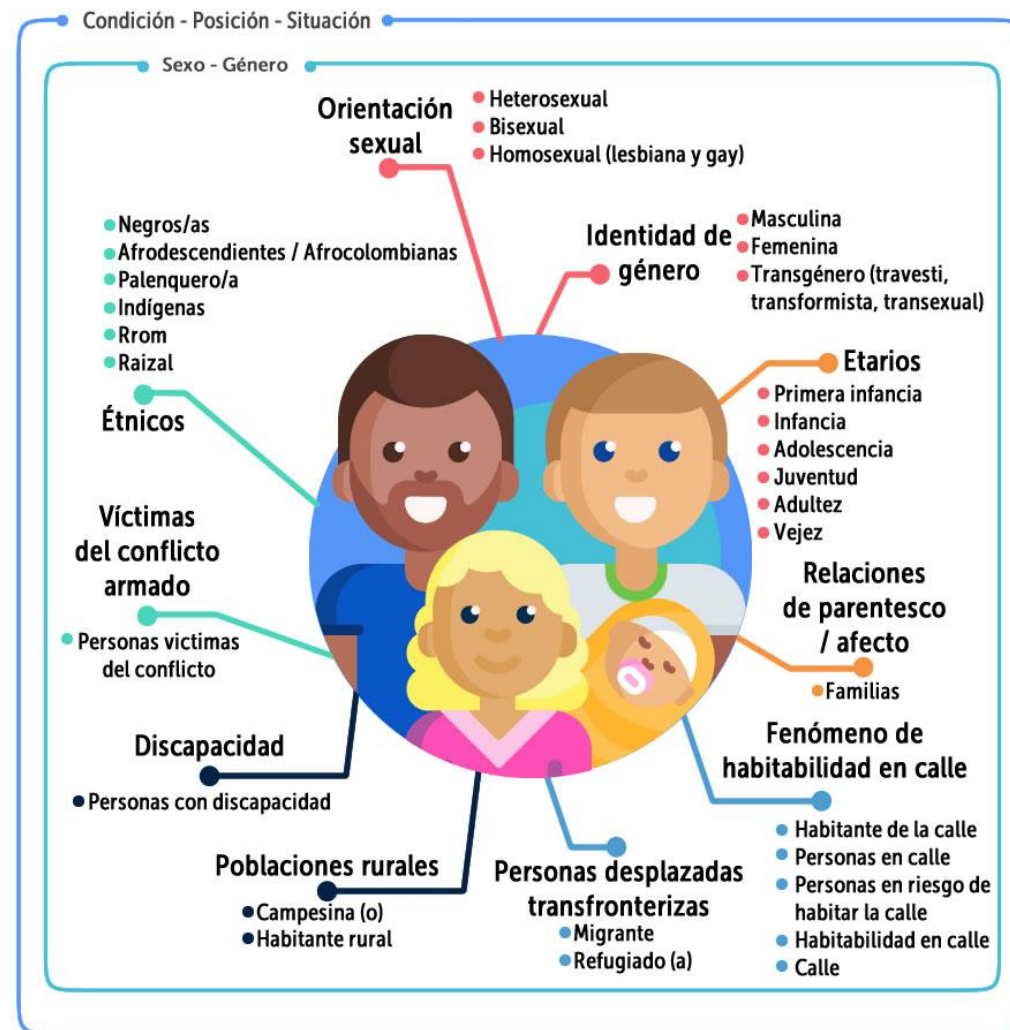 Condición - Posición - Situación
Sexo - Género
Orientación
sexual
Heterosexual
Bisexual
Homosexual (lesbiana y gay)
Identidad de
género
Masculina
Femenina
Transgénero (travesti,
transformista, transexual)
Negros/as
Afrodescendientes / Afrocolombianas
Palenquero/a
Indígenas
Rrom
Raizal
Étnicos
Etarios
Primera infancia
Infancia
Adolescencia
Juventud
Adultez
Vejez
Víctimas
del conflicto
armado
Personas victimas
del conflicto
Relaciones
de parentesco
/ afecto
Familias
Discapacidad
Personas con discapacidad
Fenómeno de
habitabilidad en calle
Habitante de la calle
Personas en calle
Personas en riesgo de
habitar la calle
Habitabilidad en calle
Calle
Poblaciones rurales
Campesina (o)
Habitante rural
Personas desplazadas
transfronterizas
Migrante
Refugiado (a)